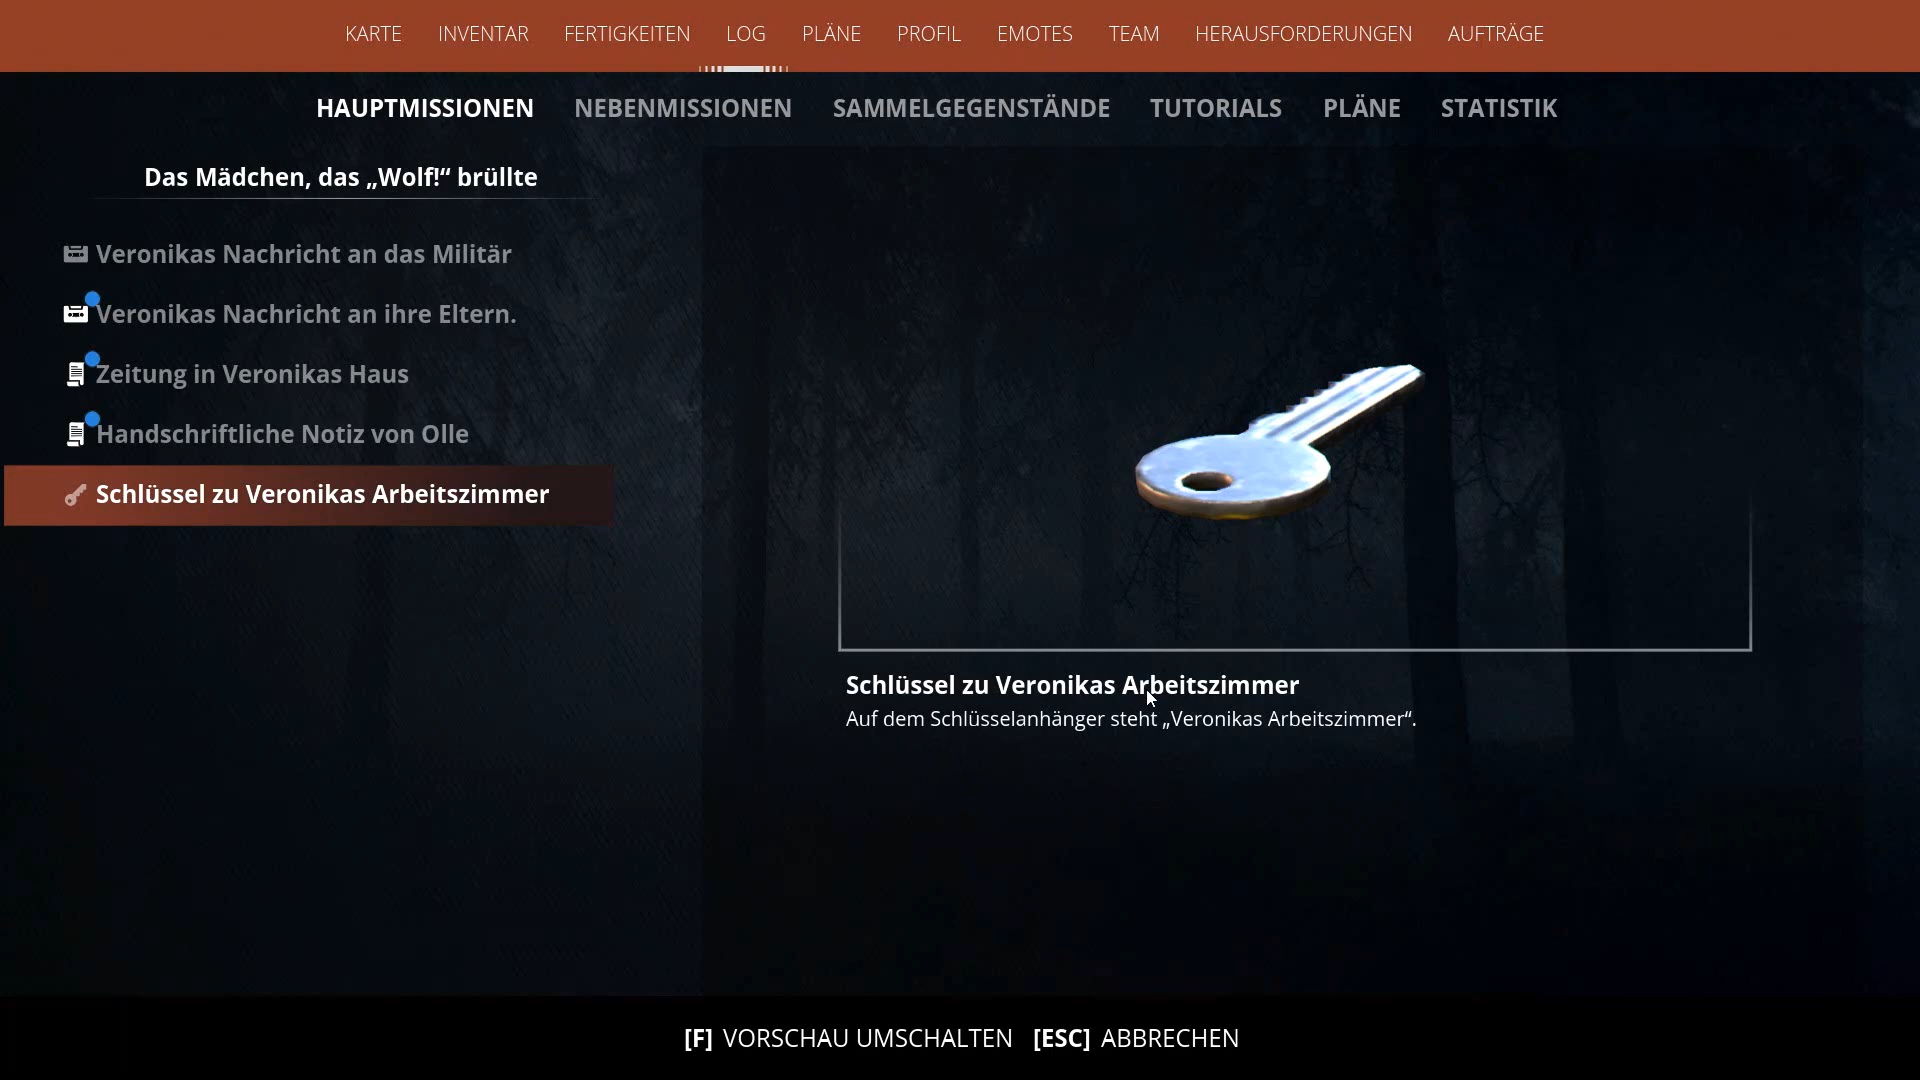 KARTE INVENTAR FERTIGKEITEN LOG PLÄNE PROFIL EMOTES TEAM HERAUSFORDERUNGEN AUFTRÄGE
HAUPTMISSIONEN NEBENMISSIONEN SAMMELGEGENSTÄNDE TUTORIALS PLÄNE STATISTIK
Das Mädchen, das „Wolf!“ brüllte
Veronikas Nachricht an das Militär
Veronikas Nachricht an ihre Eltern.
Zeitung in Veronikas Haus
Handschriftliche Notiz von Olle
Schlüssel zu Veronikas Arbeitszimmer
Schlüssel zu Veronikas Arbeitszimmer
Auf dem Schlüsselanhänger steht „Veronikas Arbeitszimmer“.
[F] VORSCHAU UMSCHALTEN [ESC] ABBRECHEN